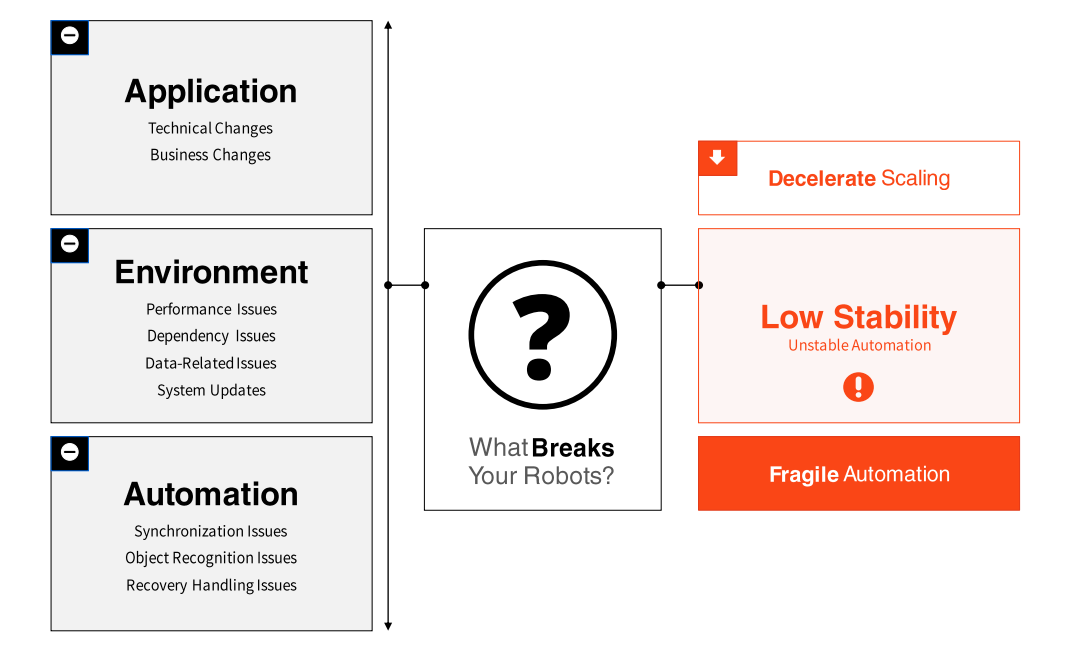 Application
Technical Changes
Business Changes
Environment
Performance Issues
Dependency Issues
Data-Related Issues
System Updates
Automation
Synchronization Issues
Object Recognition Issues
Recovery Handling Issues
?
What Breaks
Your Robots?
Decelerate Scaling
Low Stability
Unstable Automation
!
Fragile Automation